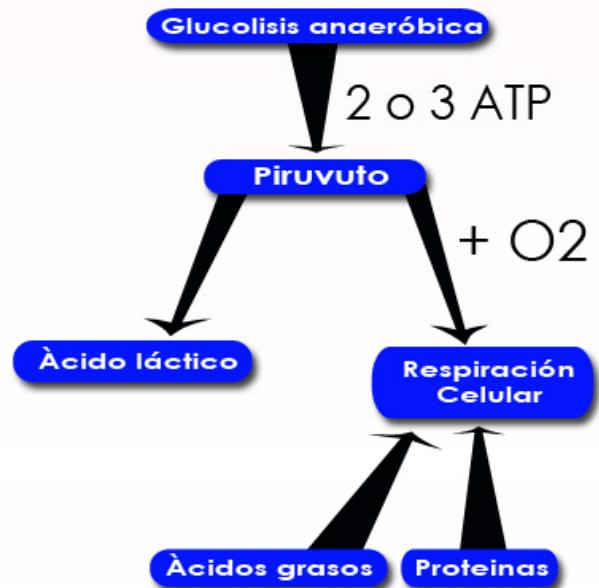 Glucolisis anaeróbica
2 o 3 ATP
Piruvuto
+ O2
Àcido láctico
Respiración
Celular
Àcidos grasos
Proteinas